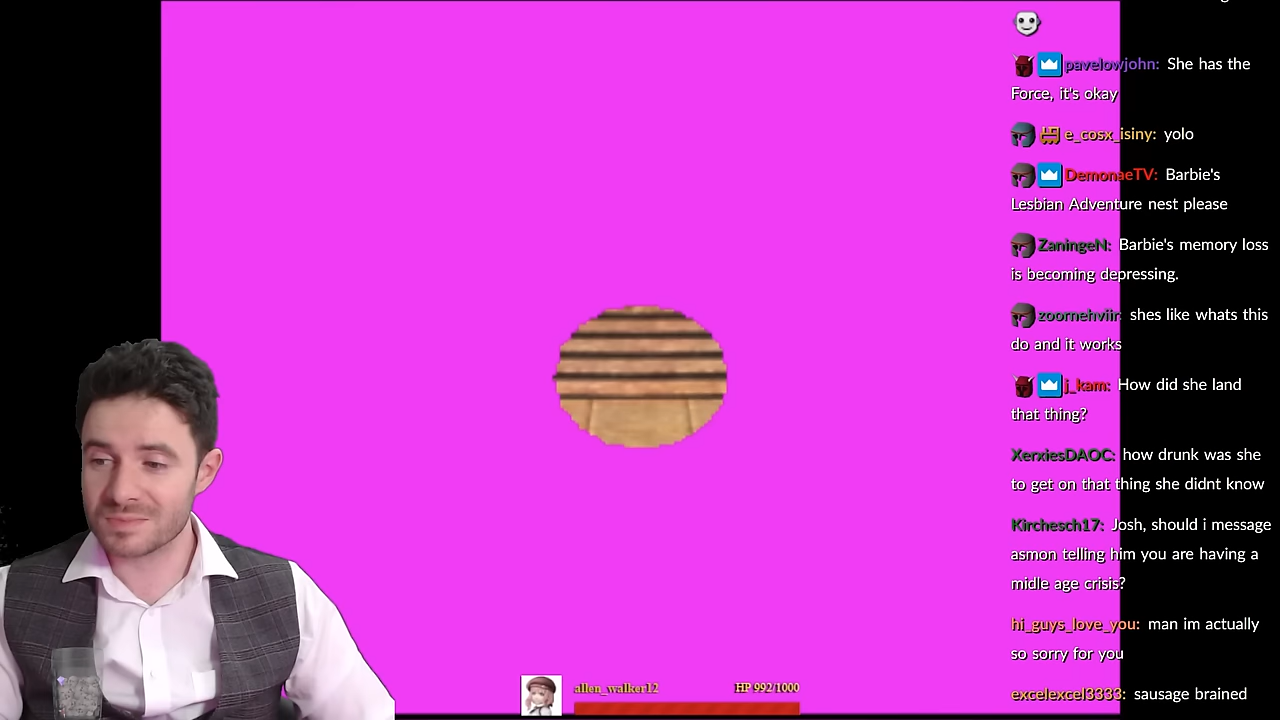 pavelowjohn: She has the
Force, it's okay
e_cosx_isiny: yolo
DemonaeTV: Barbie's
Lesbian Adventure nest please
ZaningeN: Barbie's memory loss
is becoming depressing.
zoornehviir: shes like whats this
do and it works
j_kam: How did she land
that thing?
XerxiesDAOC: how drunk was she
to get on that thing she didnt know
Kirchesch17: Josh, should i message
asmon telling him you are having a
midle age crisis?
hi_guys_love_you: man im actually
so sorry for you
excelexcel3333: sausage brained
allen_walker12 HP 992/1000